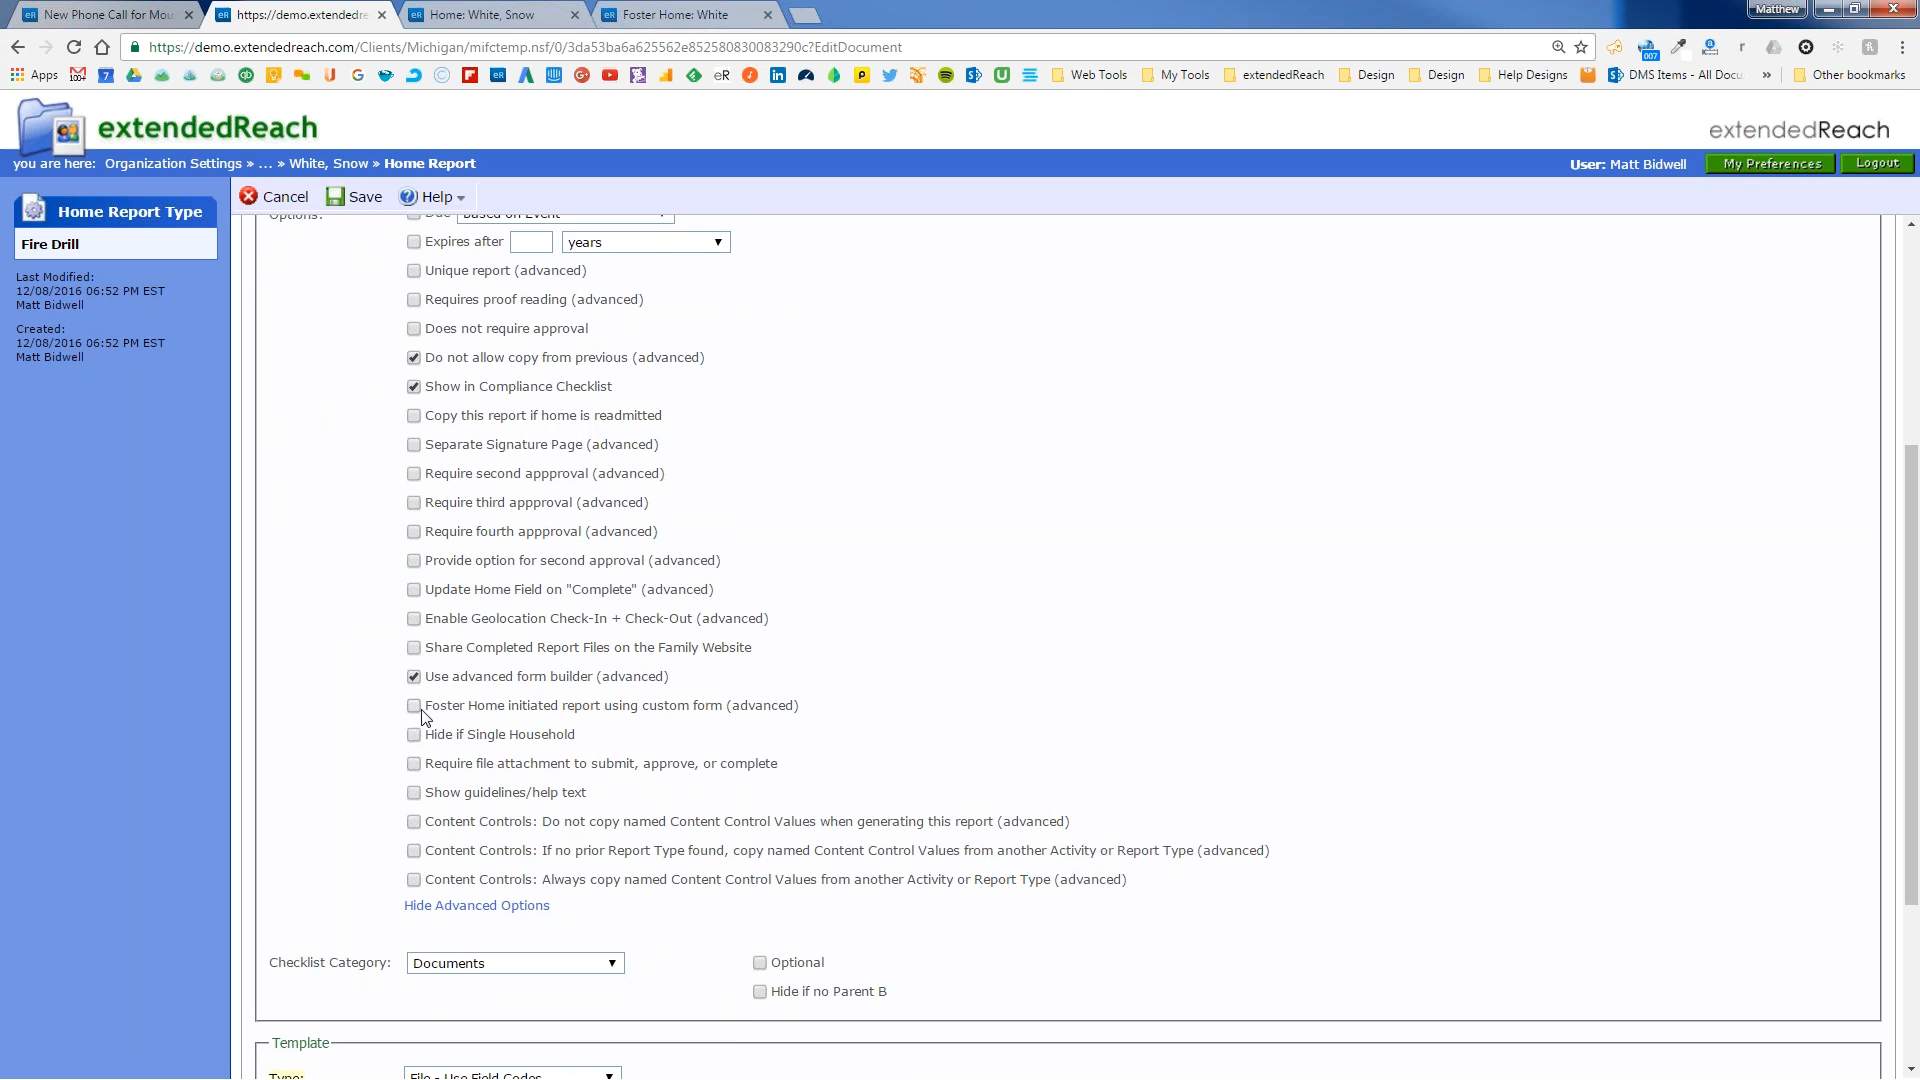 New Phone Call for Mou
https://demo.extendedre
Home: White, Snow
Foster Home: White
Matthew
https://demo.extendedreach.com/Clients/Michigan/mifctemp.nsf/0/3da53ba6a625562e852580830083290c?EditDocument
Apps
Web Tools
My Tools
extendedReach
Design
Design
Help Designs
DMS Items - All Docu
»
Other bookmarks
extendedReach
extendedReach
you are here: Organization Settings » ... » White, Snow » Home Report
User: Matt Bidwell
My Preferences
Logout
Home Report Type
Fire Drill
Last Modified:
12/08/2016 06:52 PM EST
Matt Bidwell
Created:
12/08/2016 06:52 PM EST
Matt Bidwell
Cancel
Save
Help
Options:
Due Based on Event
Expires after
years
Unique report (advanced)
Requires proof reading (advanced)
Does not require approval
Do not allow copy from previous (advanced)
Show in Compliance Checklist
Copy this report if home is readmitted
Separate Signature Page (advanced)
Require second appproval (advanced)
Require third appproval (advanced)
Require fourth appproval (advanced)
Provide option for second approval (advanced)
Update Home Field on "Complete" (advanced)
Enable Geolocation Check-In + Check-Out (advanced)
Share Completed Report Files on the Family Website
Use advanced form builder (advanced)
Foster Home initiated report using custom form (advanced)
Hide if Single Household
Require file attachment to submit, approve, or complete
Show guidelines/help text
Content Controls: Do not copy named Content Control Values when generating this report (advanced)
Content Controls: If no prior Report Type found, copy named Content Control Values from another Activity or Report Type (advanced)
Content Controls: Always copy named Content Control Values from another Activity or Report Type (advanced)
Hide Advanced Options
Checklist Category:
Documents
Optional
Hide if no Parent B
Template
Type:
File - Use Field Codes